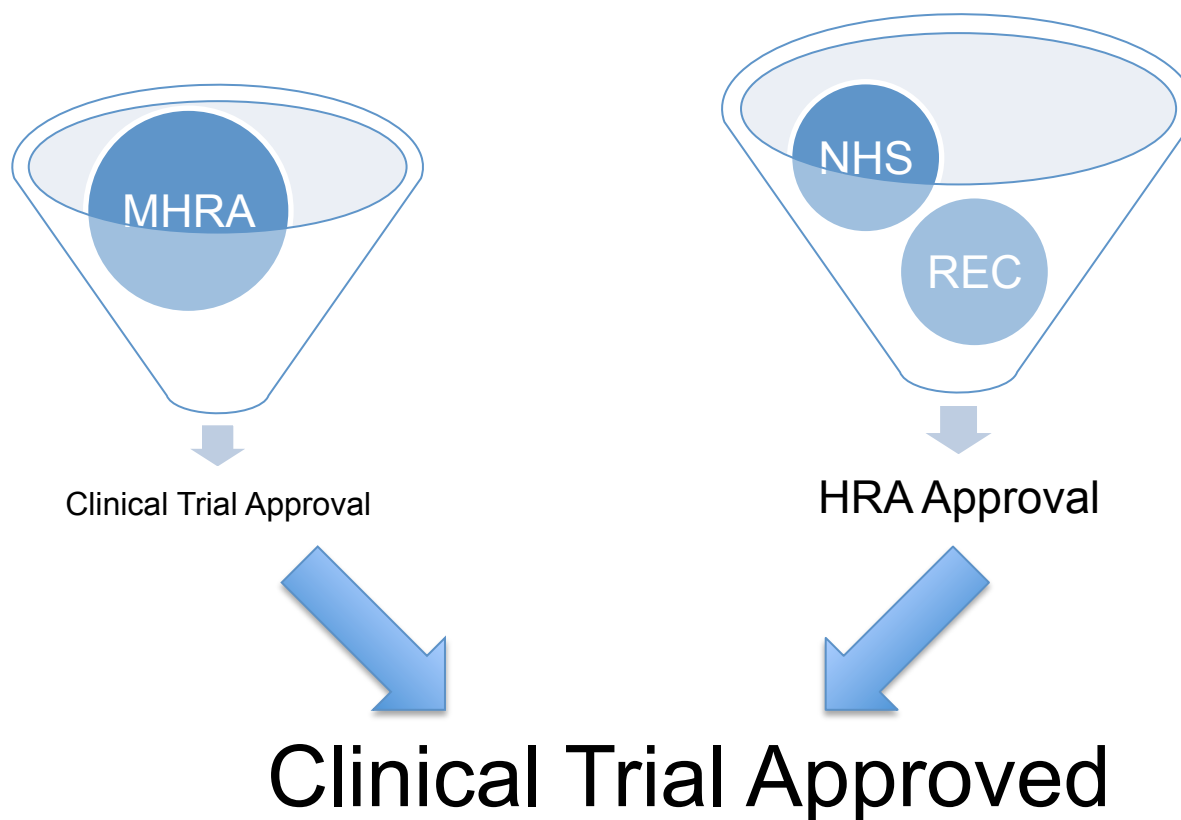 MHRA
NHS
REC
Clinical Trial Approval
HRA Approval
Clinical Trial Approved